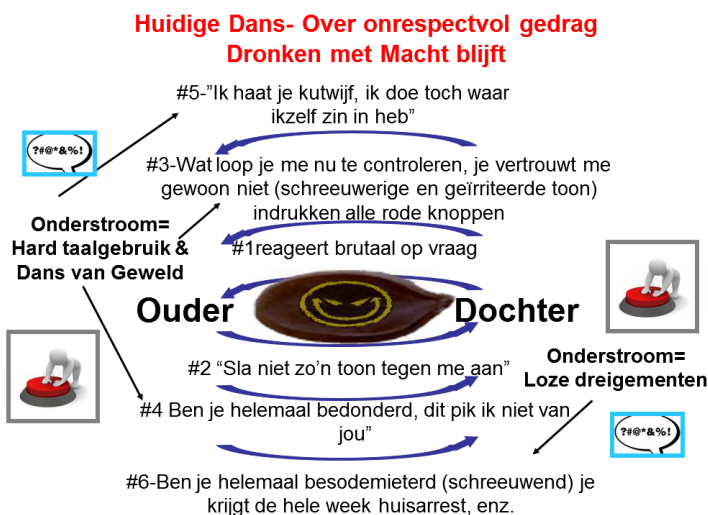 Huidige Dans- Over onrespectvol gedrag
Dronken met Macht blijft
#5-”Ik haat je kutwijf, ik doe toch waar
ikzelf zin in heb”
?#@*&%!
#3-Wat loop je me nu te controleren, je vertrouwt me
gewoon niet (schreeuwerige en geïrriteerde toon)
indrukken alle rode knoppen
Onderstroom=
Hard taalgebruik &
Dans van Geweld
#1reageert brutaal op vraag
Ouder
Dochter
#2 “Sla niet zo’n toon tegen me aan”
Onderstroom=
Loze dreigementen
#4 Ben je helemaal bedonderd, dit pik ik niet van
jou”
?#@*&%!
#6-Ben je helemaal besodemieterd (schreeuwend) je
krijgt de hele week huisarrest, enz.